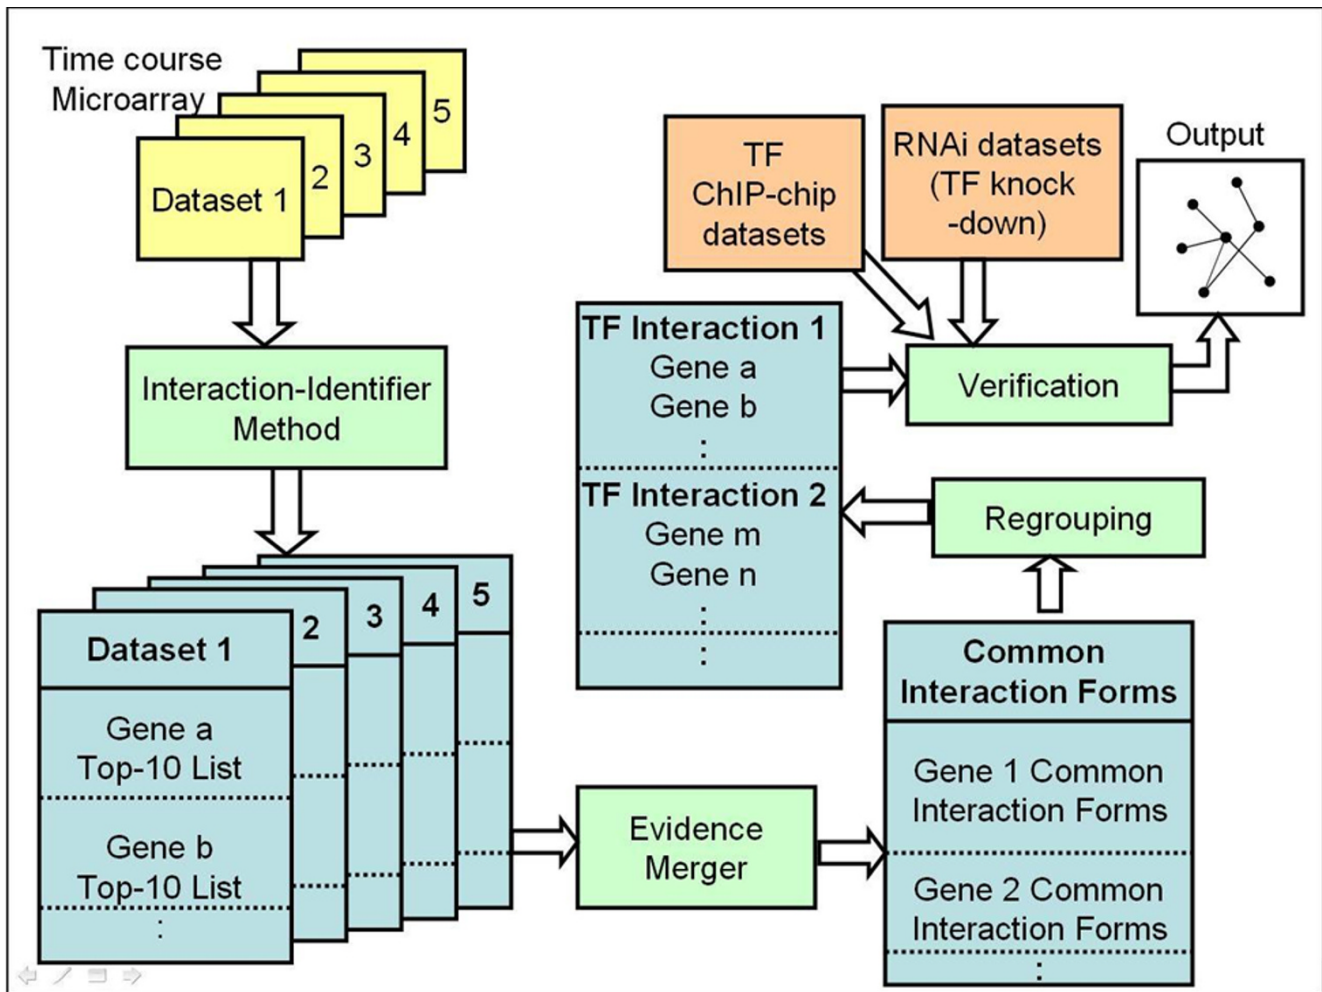 Time course
Microarray
5
4
3
2
Dataset 1
Interaction-Identifier
Method
5
4
3
2
Dataset 1
Gene a
Top-10 List
Gene b
Top-10 List
:
Evidence
Merger
Common
Interaction Forms
Gene 1 Common
Interaction Forms
Gene 2 Common
Interaction Forms
:
Regrouping
TF Interaction 1
Gene a
Gene b
:
TF Interaction 2
Gene m
Gene n
:
:
TF
ChIP-chip
datasets
RNAi datasets
(TF knock
-down)
Verification
Output